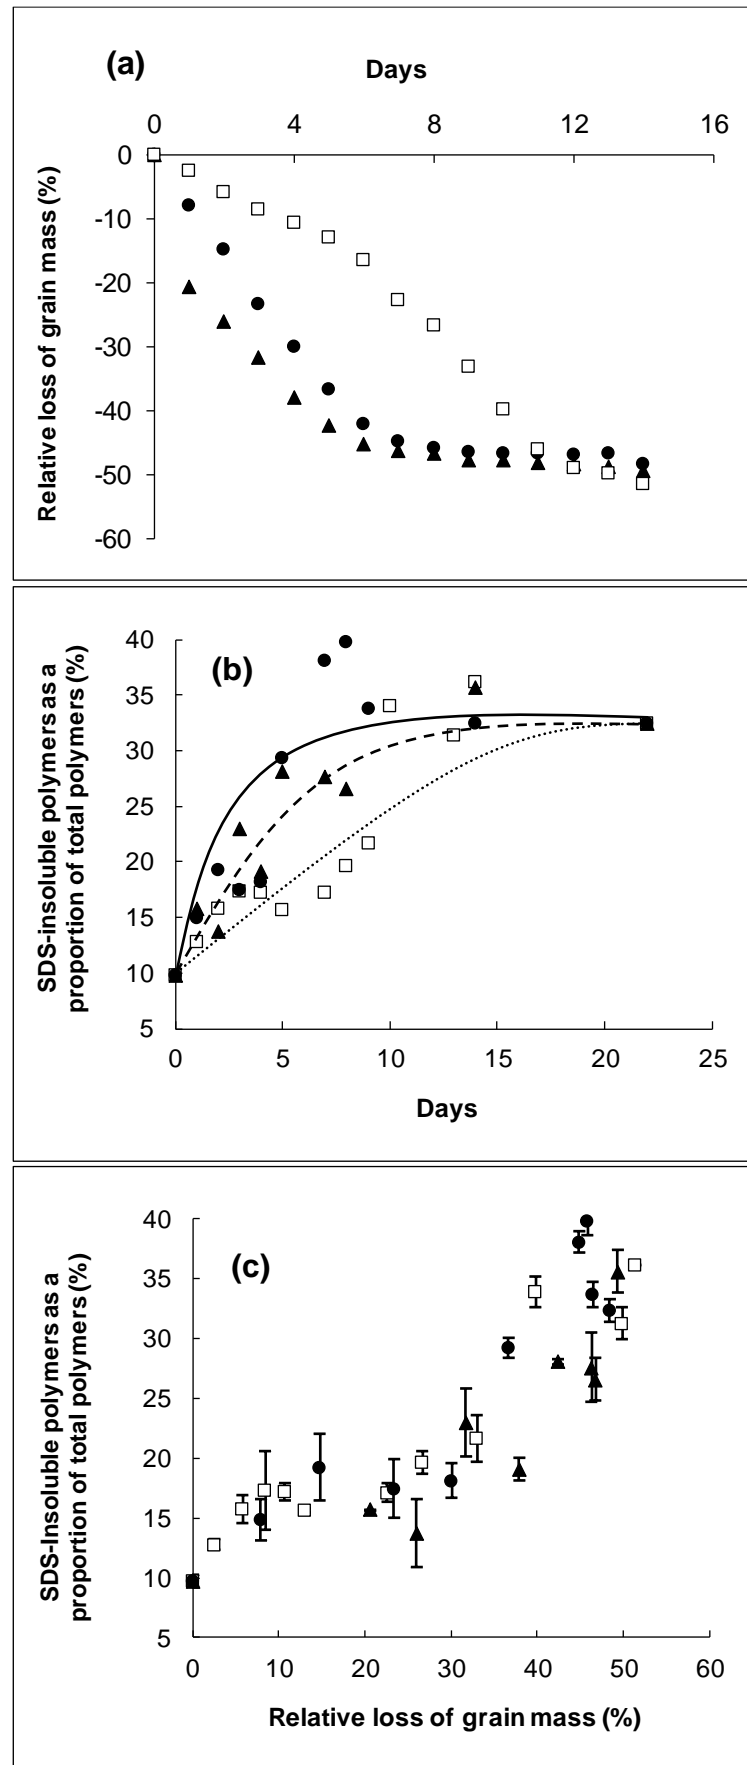 (a)
Days
0 4 8 12 16
0
-10
-20
-30
-40
-50
-60
Relative loss of grain mass (%)
(b)
40
35
30
25
20
15
10
5
SDS-insoluble polymers as a
proportion of total polymers (%)
0 5 10 15 20 25
Days
(c)
40
35
30
25
20
15
10
5
SDS-Insoluble polymers as a
proportion of total polymers (%)
0 10 20 30 40 50 60
Relative loss of grain mass (%)